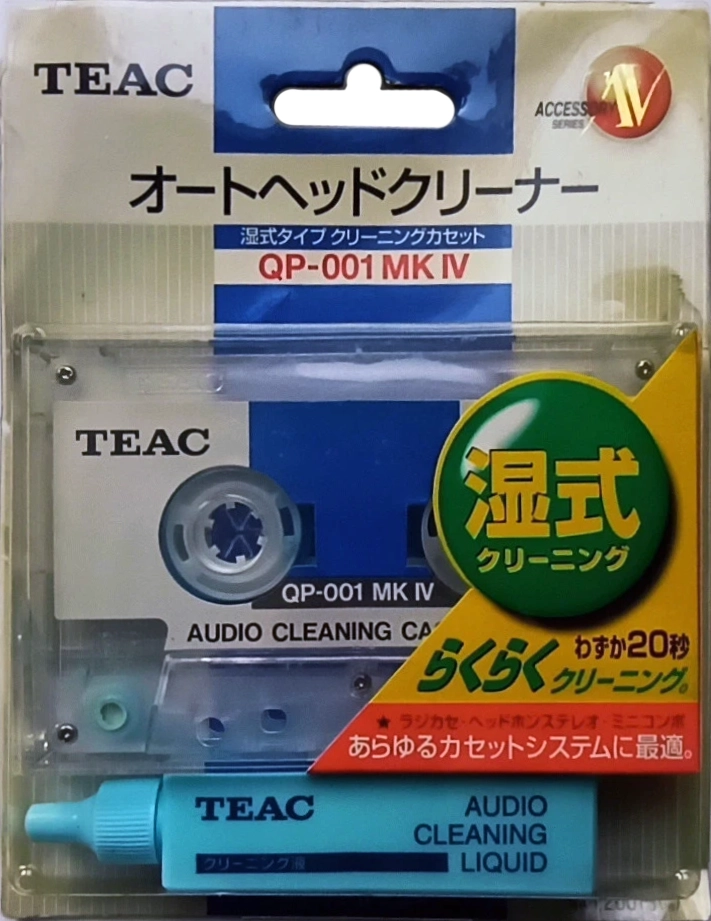 TEAC
ACCESSORY AV
SERIES
オートヘッドクリーナー
湿式タイプ クリーニングカセット
QP-001 MK IV
TEAC
湿式
クリーニング
QP-001 MK IV
AUDIO CLEANING CA
わずか20秒
らくらくクリーニング。
★ ラジカセ・ヘッドホンステレオ・ミニコンポ
あらゆるカセットシステムに最適。
TEAC
AUDIO
CLEANING
クリーニング液 LIQUID